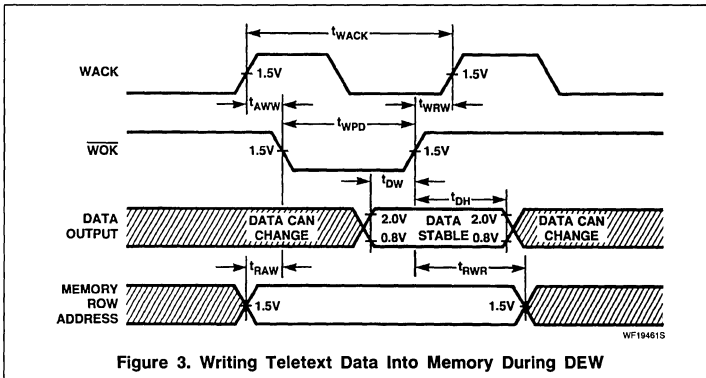 tWACK
WACK
1.5V
1.5V
tAWW
tWRW
tWPD
WOK
1.5V
1.5V
tDW
tDH
DATA
OUTPUT
DATA CAN
CHANGE
2.0V
0.8V
DATA
STABLE
2.0V
0.8V
DATA CAN
CHANGE
tRAW
tRWR
MEMORY
ROW
ADDRESS
1.5V
1.5V
WF19461S
Figure 3. Writing Teletext Data Into Memory During DEW